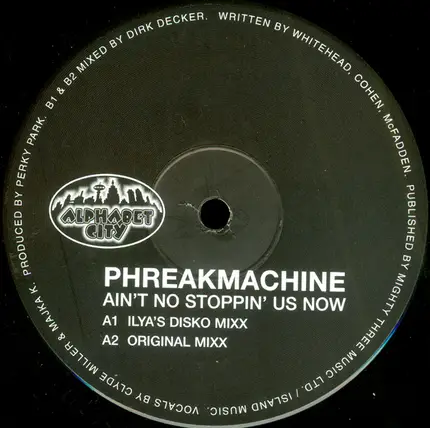 PRODUCED BY PERKY PARK. B1 & B2 MIXED BY DIRK DECKER. WRITTEN BY WHITEHEAD, COHEN, McFADDEN. PUBLISHED BY MIGHTY THREE MUSIC LTD. / ISLAND MUSIC. VOCALS BY CLYDE MILLER & MAJKA K.
ALPHABET
CITY
PHREAKMACHINE
AIN'T NO STOPPIN' US NOW
A1 ILYA'S DISKO MIXX
A2 ORIGINAL MIXX